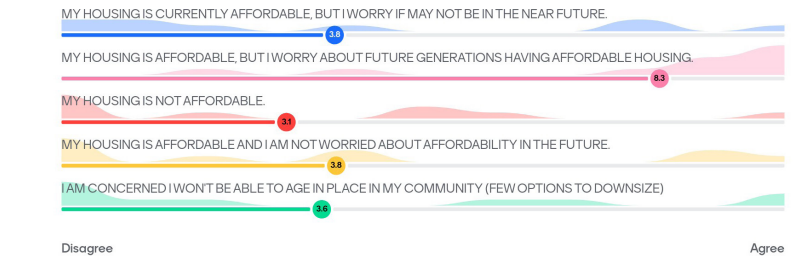 MY HOUSING IS CURRENTLY AFFORDABLE, BUT I WORRY IF MAY NOT BE IN THE NEAR FUTURE.
3.8
MY HOUSING IS AFFORDABLE, BUT I WORRY ABOUT FUTURE GENERATIONS HAVING AFFORDABLE HOUSING.
8.3
MY HOUSING IS NOT AFFORDABLE.
3.1
MY HOUSING IS AFFORDABLE AND I AM NOT WORRIED ABOUT AFFORDABILITY IN THE FUTURE.
3.8
I AM CONCERNED I WON'T BE ABLE TO AGE IN PLACE IN MY COMMUNITY (FEW OPTIONS TO DOWNSIZE)
3.6
Disagree Agree